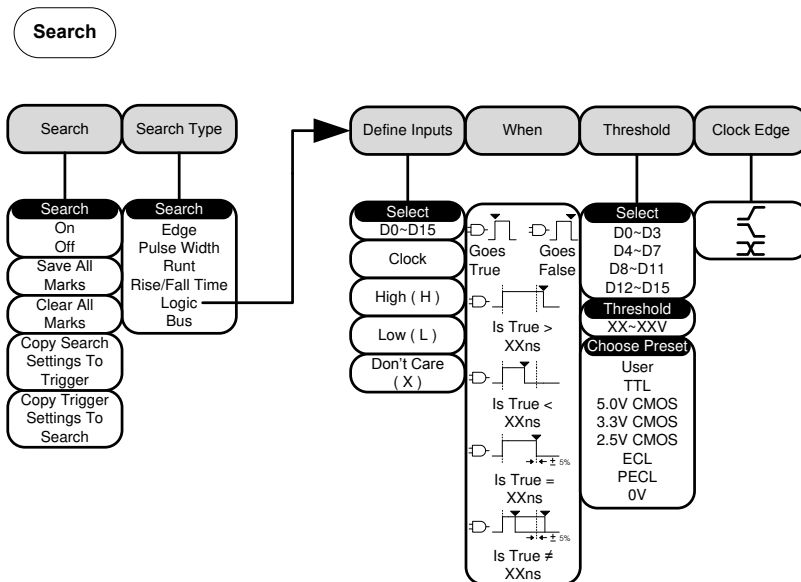 Search
Search
Search Type
Define Inputs
When
Threshold
Clock Edge
Search
On
Off
Save All
Marks
Clear All
Marks
Copy Search
Settings To
Trigger
Copy Trigger
Settings To
Search
Search
Edge
Pulse Width
Runt
Rise/Fall Time
Logic
Bus
Select
D0~D15
Clock
High ( H )
Low ( L )
Don't Care
( X )
Goes
True
Goes
False
Is True >
XXns
Is True <
XXns
± 5%
Is True =
XXns
± 5%
Is True ≠
XXns
Select
D0~D3
D4~D7
D8~D11
D12~D15
Threshold
XX~XXV
Choose Preset
User
TTL
5.0V CMOS
3.3V CMOS
2.5V CMOS
ECL
PECL
0V